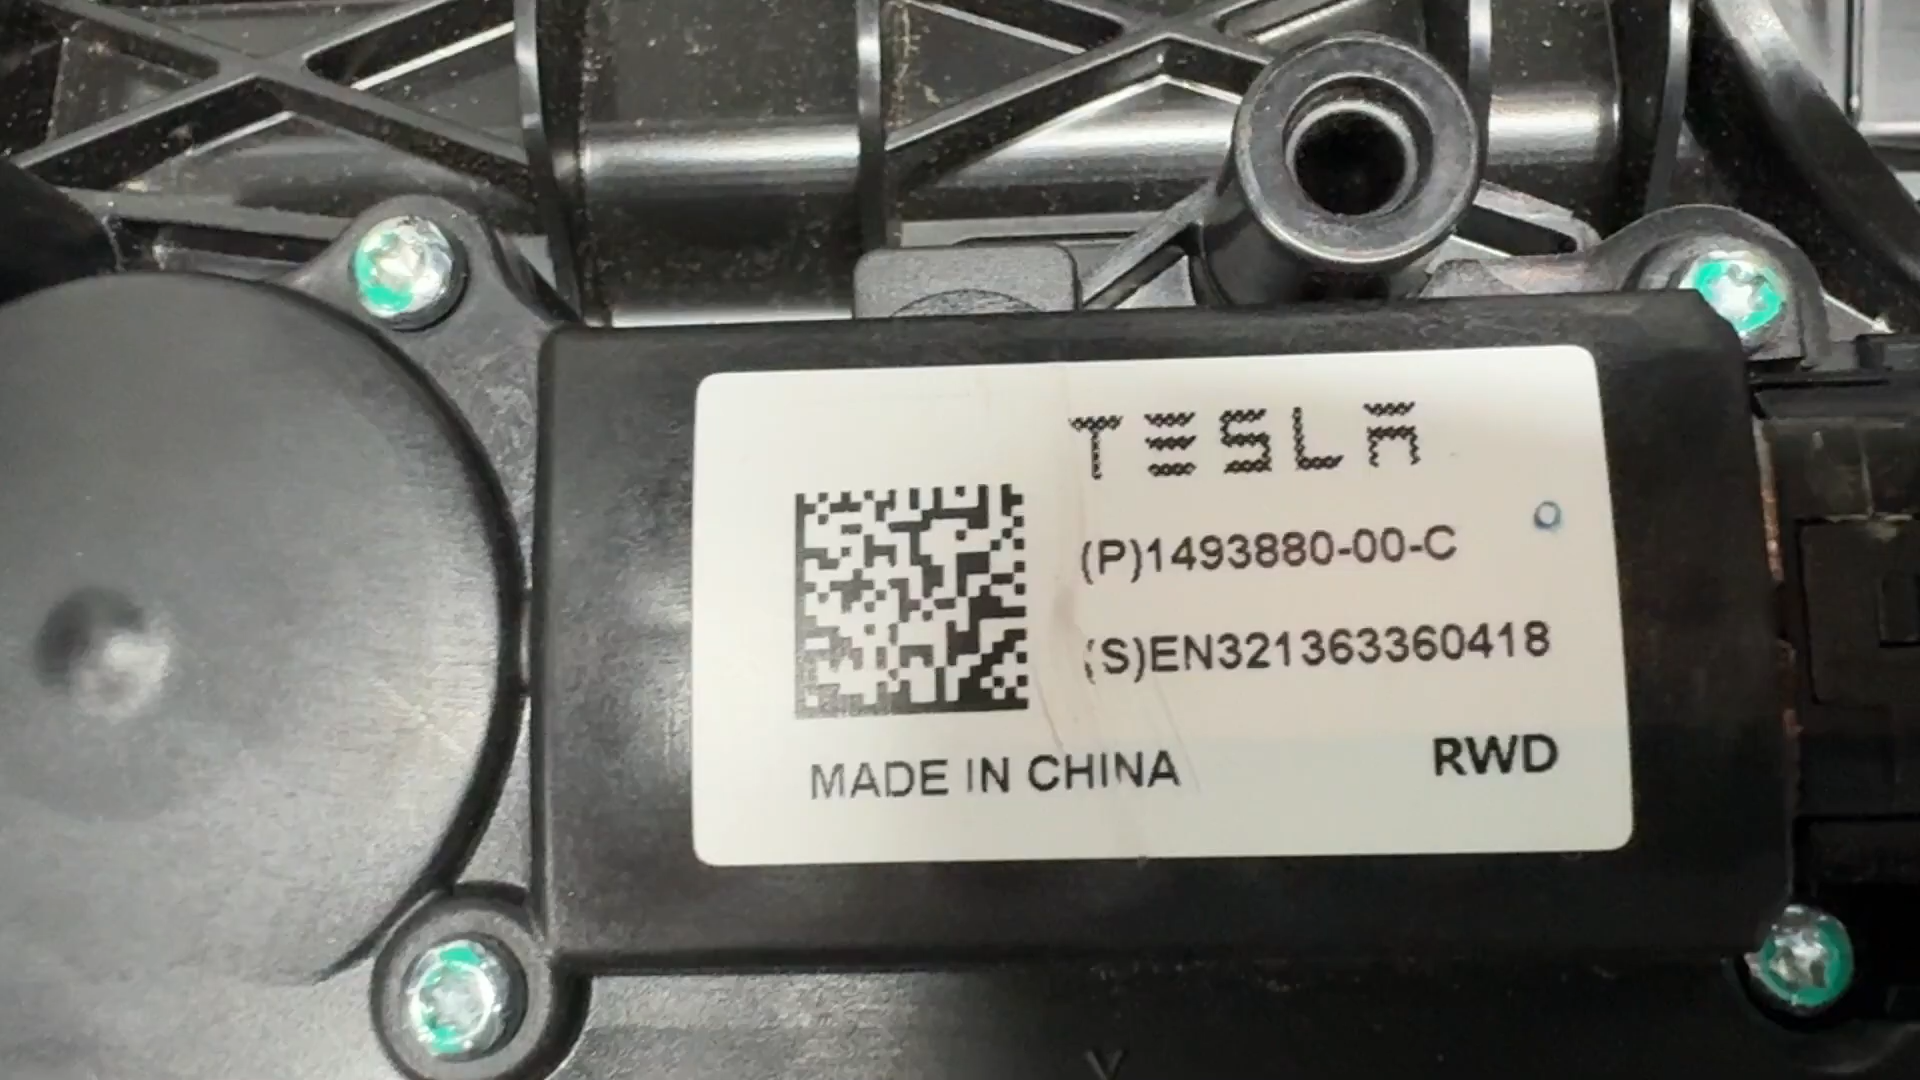 TESLA
(P)1493880-00-C
(S)EN321363360418
MADE IN CHINA
RWD